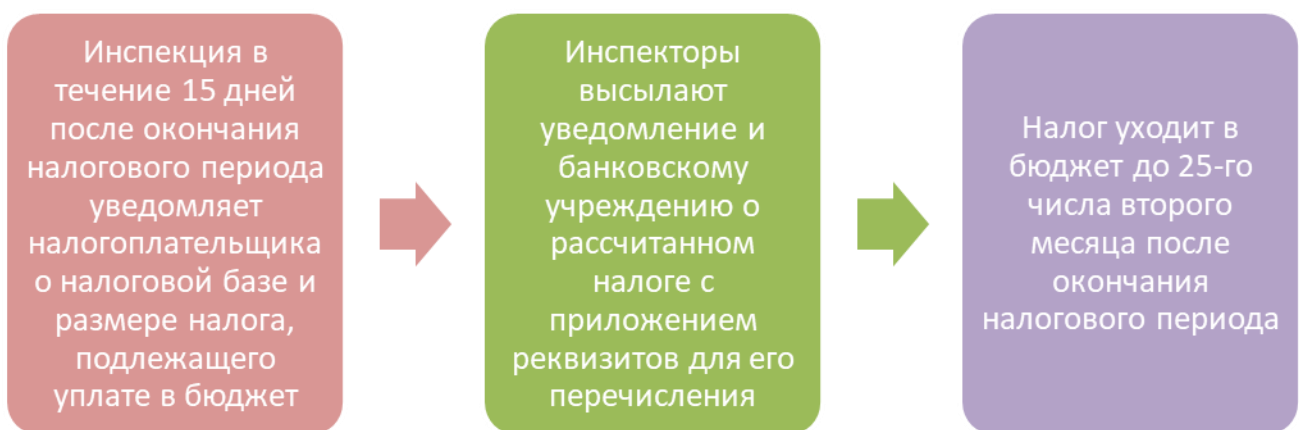 Инспекция в
течение 15 дней
после окончания
налогового периода
уведомляет
налогоплательщика
о налоговой базе и
размере налога,
подлежащего
уплате в бюджет
Инспекторы
высылают
уведомление и
банковскому
учреждению о
рассчитанном
налоге с
приложением
реквизитов для его
перечисления
Налог уходит в
бюджет до 25-го
числа второго
месяца после
окончания
налогового периода